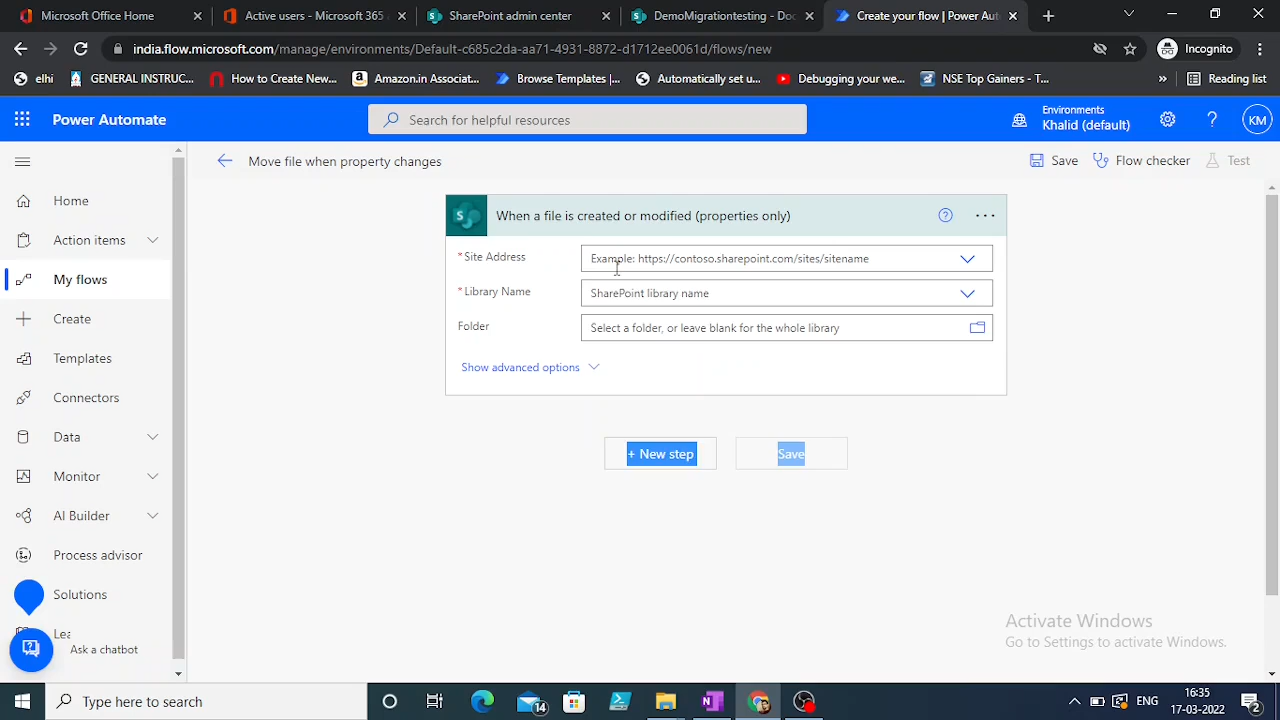 Microsoft Office Home
Active users - Microsoft 365
SharePoint admin center
DemoMigrationTesting - Doc
Create your flow | Power Aut
india.flow.microsoft.com/manage/environments/Default-c685c2da-aa71-4931-8872-d1712ee0061d/flows/new
Incognito
elhi
GENERAL INSTRUC...
How to Create New...
Amazon.in Associat...
Browse Templates |...
Automatically set u...
Debugging your we...
NSE Top Gainers - T...
»
Reading list
Power Automate
Search for helpful resources
Environments
Khalid (default)
?
KM
Move file when property changes
Save
Flow checker
Test
Home
Action items
My flows
Create
Templates
Connectors
Data
Monitor
AI Builder
Process advisor
Solutions
Lea
Ask a chatbot
When a file is created or modified (properties only)
* Site Address
Example: https://contoso.sharepoint.com/sites/sitename
* Library Name
SharePoint library name
Folder
Select a folder, or leave blank for the whole library
Show advanced options
+ New step
Save
Activate Windows
Go to Settings to activate Windows.
Type here to search
14
ENG
16:35
17-03-2022
2